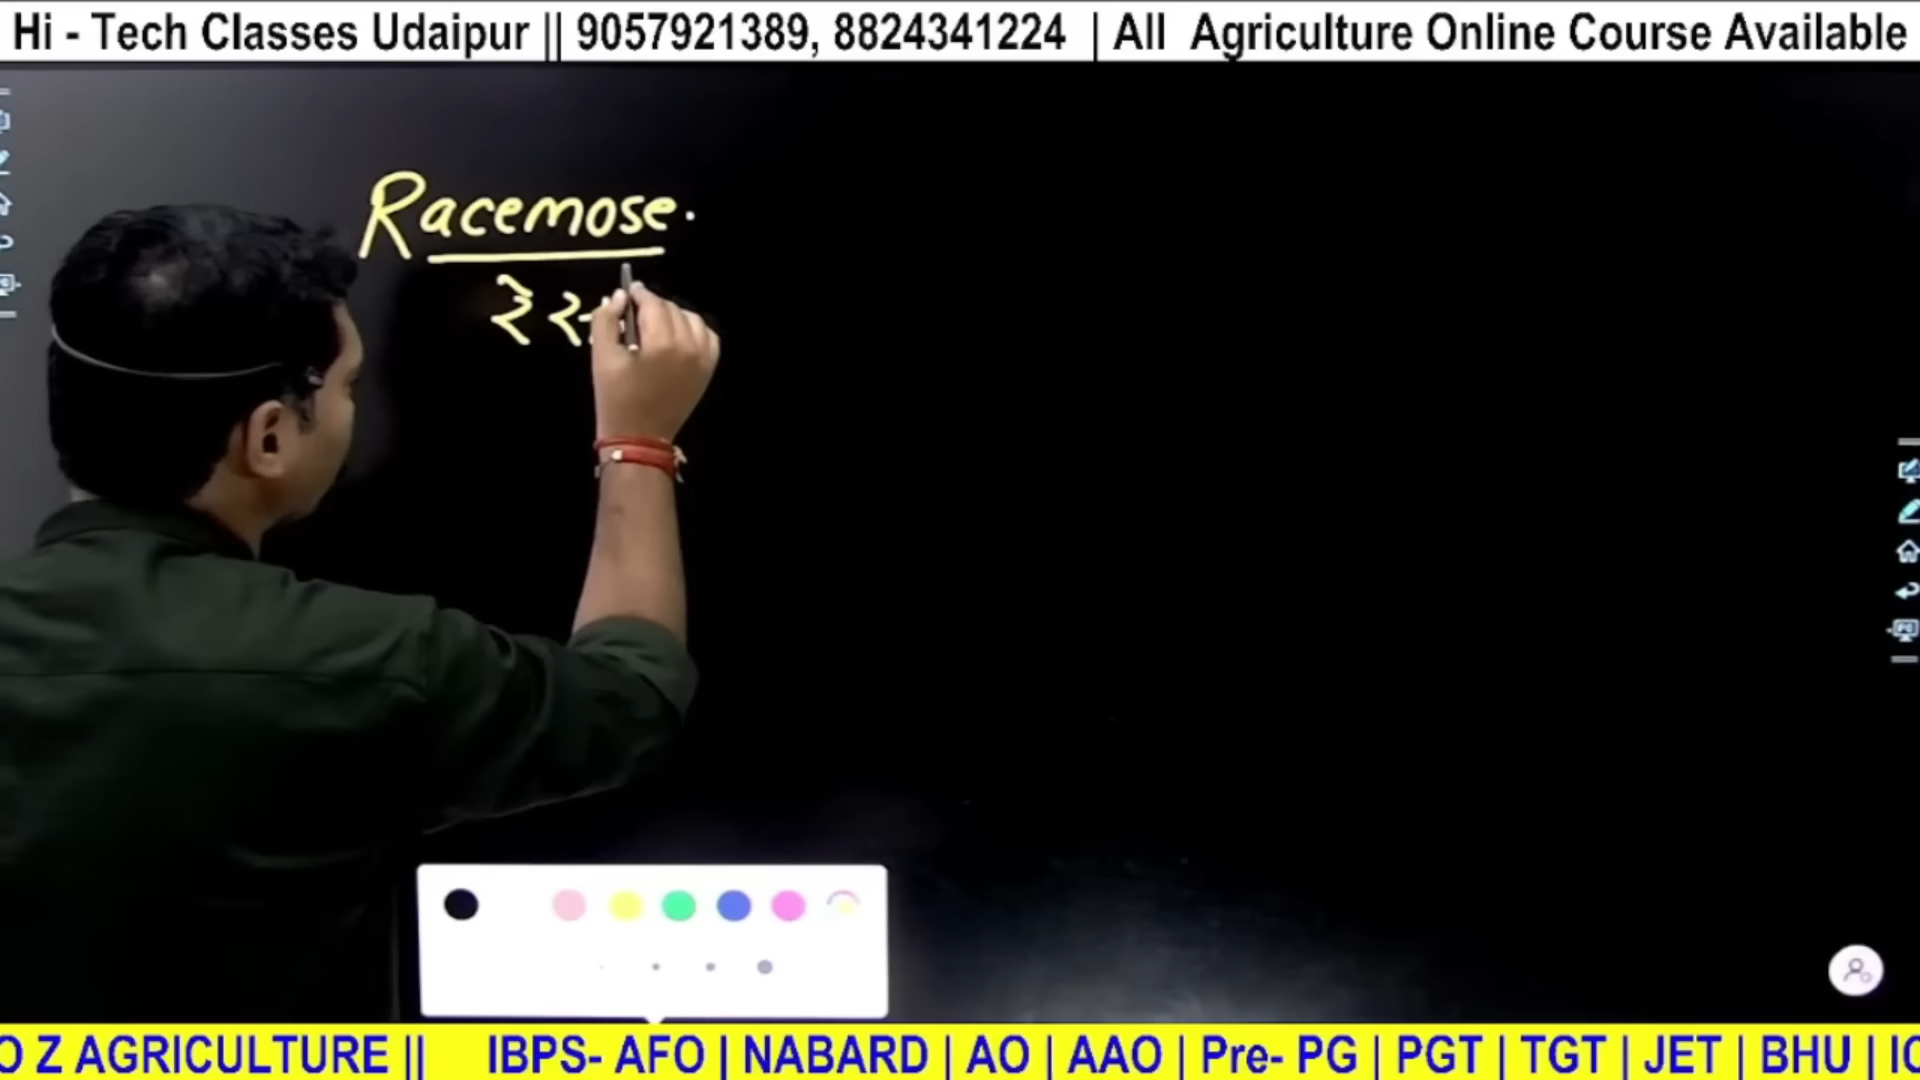 Hi - Tech Classes Udaipur || 9057921389, 8824341224 | All Agriculture Online Course Available
Racemose.
O Z AGRICULTURE || IBPS- AFO | NABARD | AO | AAO | Pre- PG | PGT | TGT | JET | BHU |